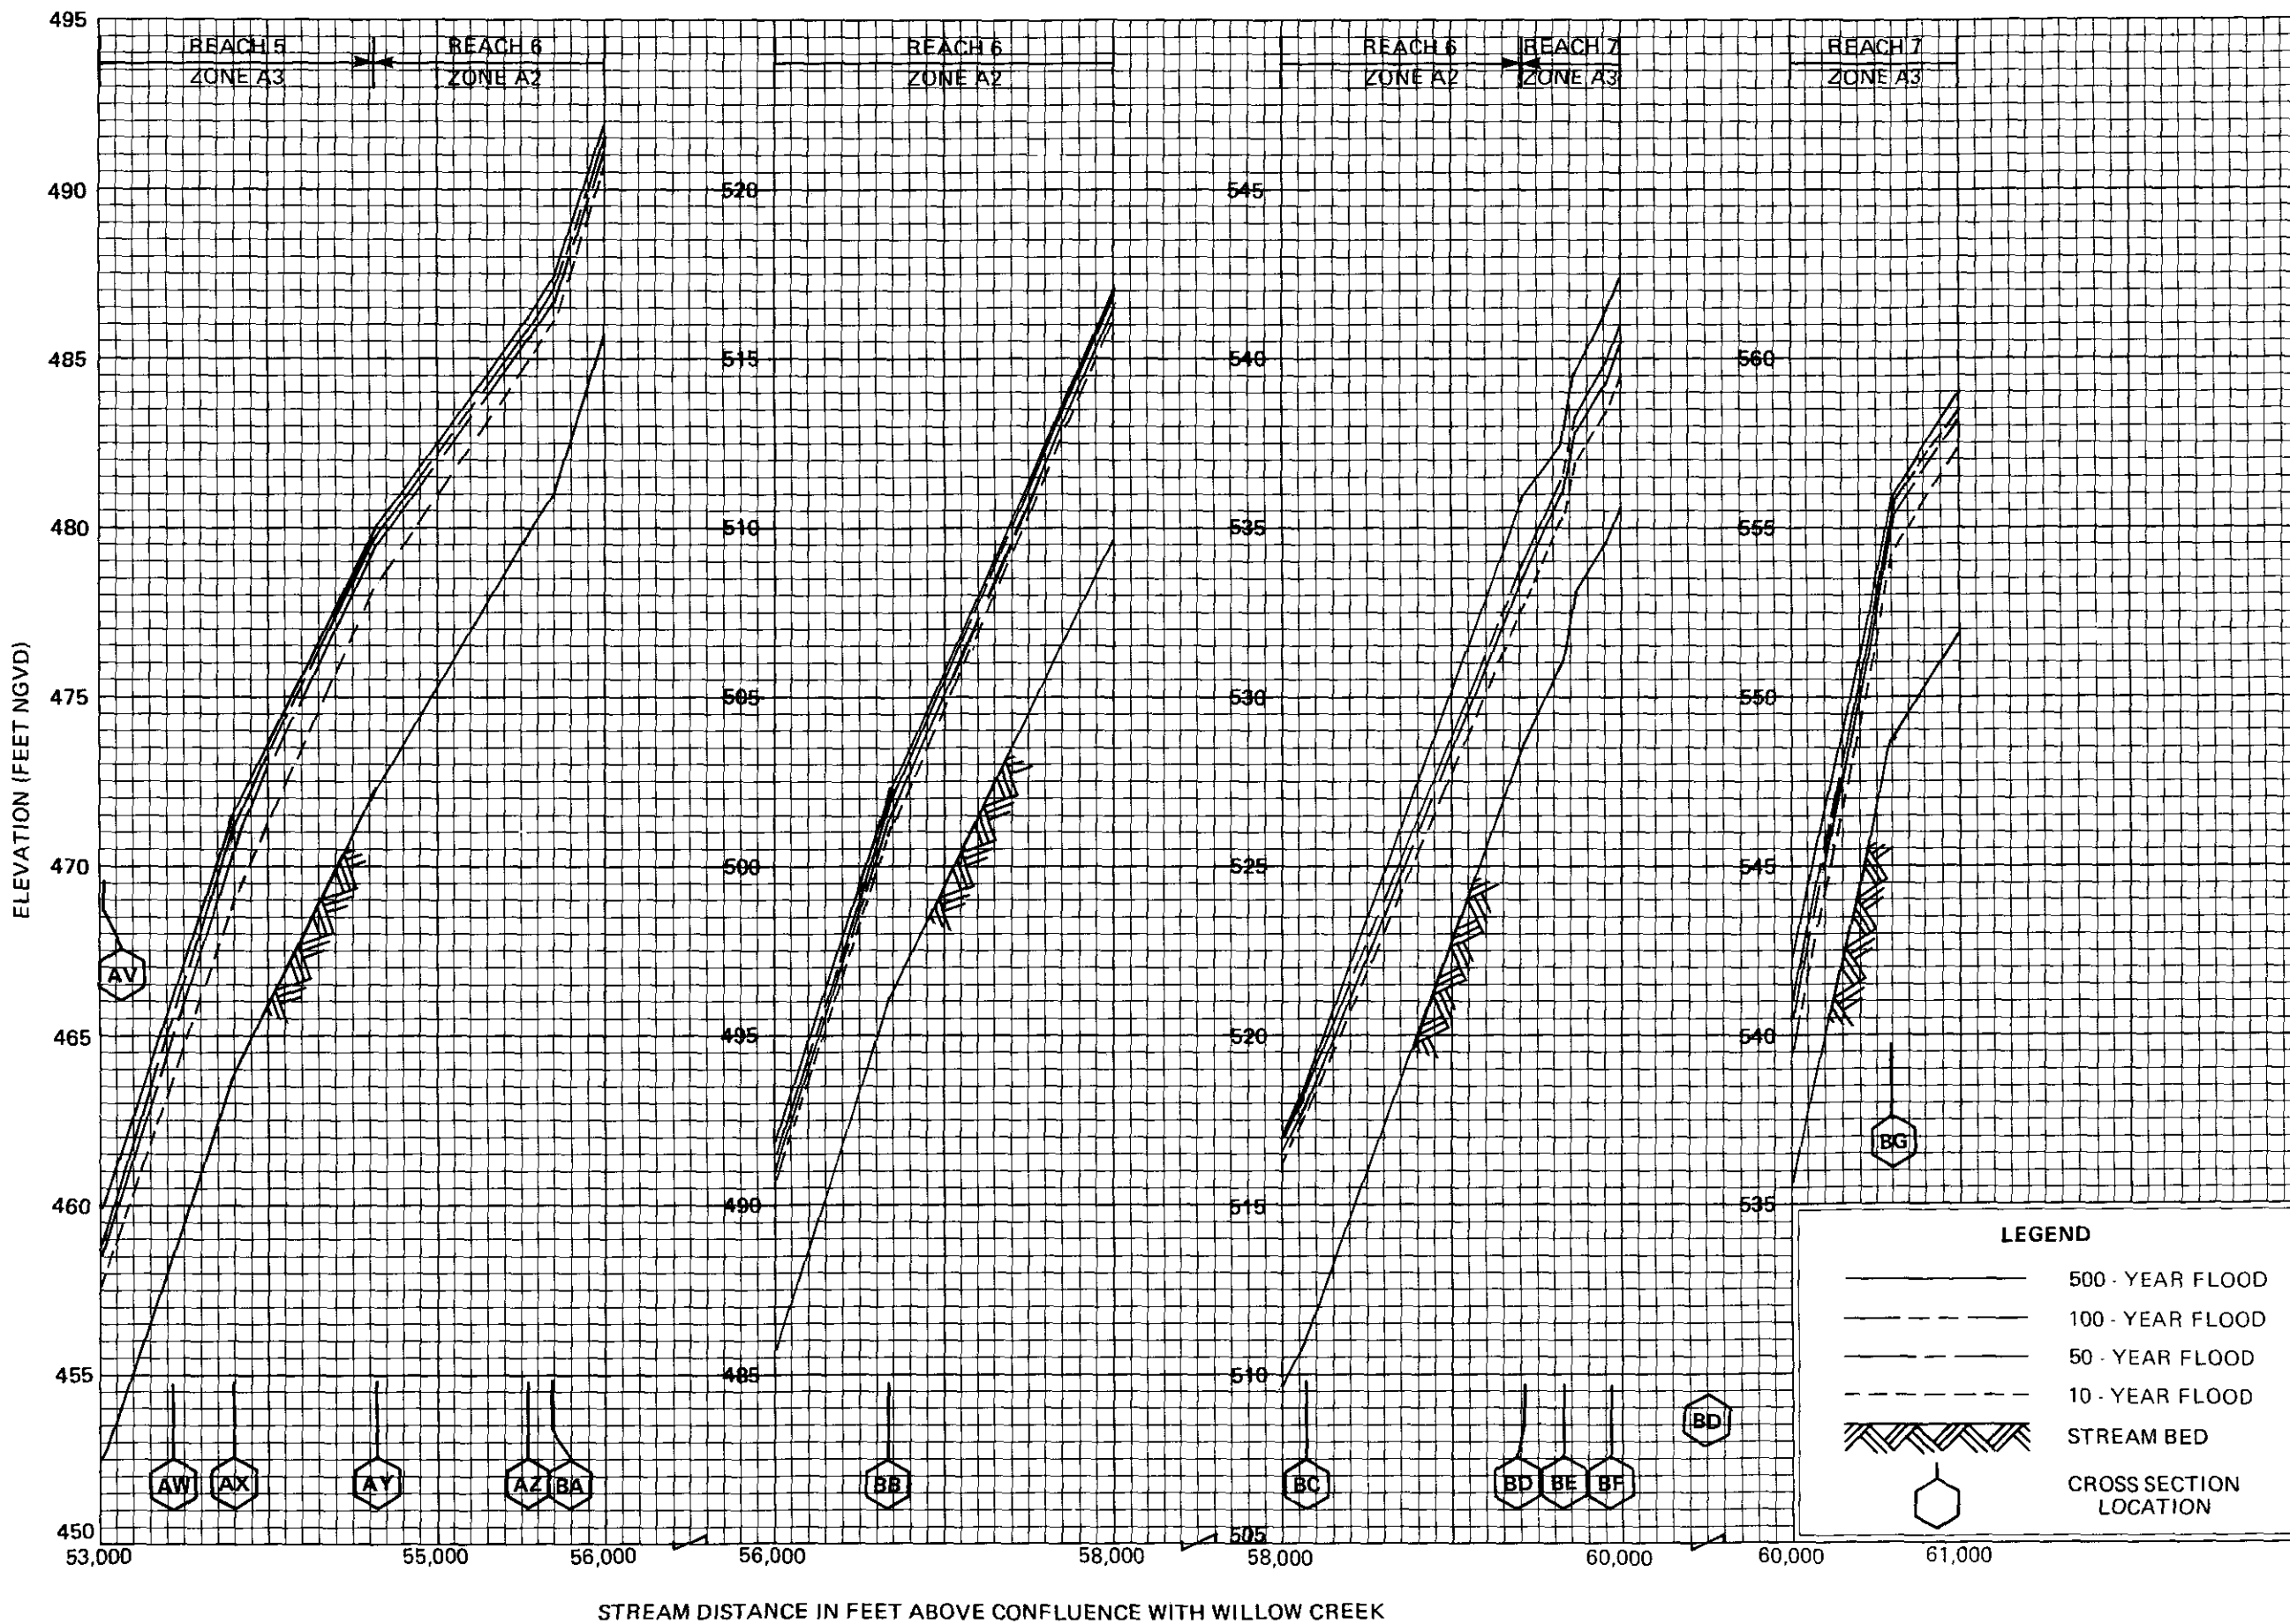 495
REACH 5
REACH 6
REACH 6
REACH 6
REACH 7
REACH 7
ZONE A3
ZONE A2
ZONE A2
ZONE A2
ZONE A3
ZONE A3
490
520
545
485
515
540
560
480
510
535
555
475
505
530
550
470
500
525
545
465
495
520
540
460
490
515
535
455
485
510
450
505
ELEVATION (FEET NGVD)
AV
AW
AX
AY
AZ
BA
BB
BC
BD
BE
BF
BD
BG
LEGEND
500 - YEAR FLOOD
100 - YEAR FLOOD
50 - YEAR FLOOD
10 - YEAR FLOOD
STREAM BED
CROSS SECTION
LOCATION
53,000
55,000
56,000
56,000
58,000
58,000
60,000
60,000
61,000
STREAM DISTANCE IN FEET ABOVE CONFLUENCE WITH WILLOW CREEK